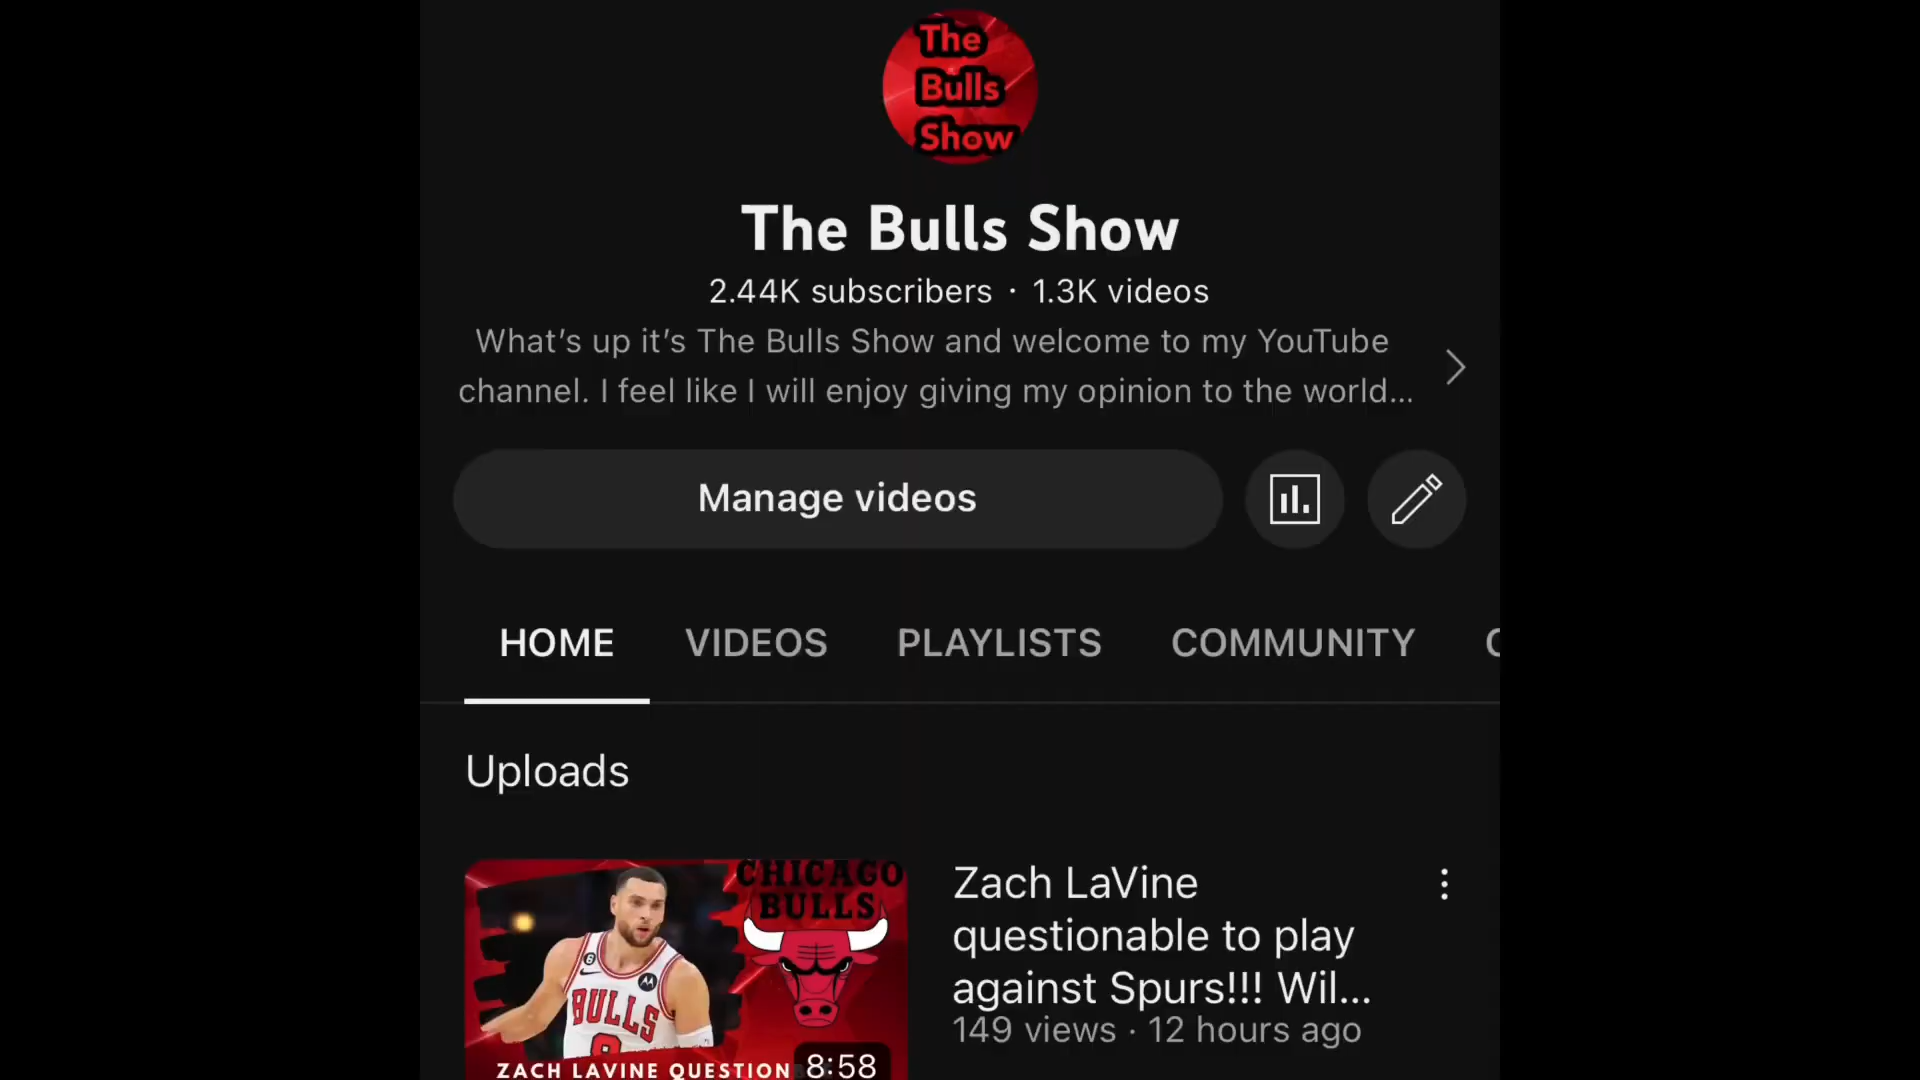 The
Bulls
Show
The Bulls Show
2.44K subscribers · 1.3K videos
What’s up it’s The Bulls Show and welcome to my YouTube
channel. I feel like I will enjoy giving my opinion to the world...
Manage videos
HOME VIDEOS PLAYLISTS COMMUNITY
Uploads
CHICAGO
BULLS
BULLS
ZACH LAVINE QUESTION
8:58
Zach LaVine
questionable to play
against Spurs!!! Wil...
149 views · 12 hours ago